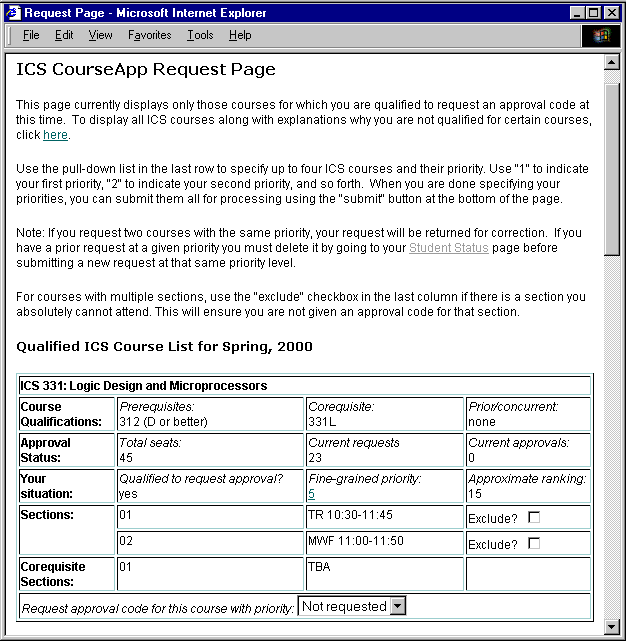 Request Page - Microsoft Internet Explorer
File Edit View Favorites Tools Help
ICS CourseApp Request Page
This page currently displays only those courses for which you are qualified to request an approval code at
this time. To display all ICS courses along with explanations why you are not qualified for certain courses,
click here.
Use the pull-down list in the last row to specify up to four ICS courses and their priority. Use "1" to indicate
your first priority, "2" to indicate your second priority, and so forth. When you are done specifying your
priorities, you can submit them all for processing using the "submit" button at the bottom of the page.
Note: If you request two courses with the same priority, your request will be returned for correction. If you
have a prior request at a given priority you must delete it by going to your Student Status page before
submitting a new request at that same priority level.
For courses with multiple sections, use the "exclude" checkbox in the last column if there is a section you
absolutely cannot attend. This will ensure you are not given an approval code for that section.
Qualified ICS Course List for Spring, 2000
ICS 331: Logic Design and Microprocessors
Course Qualifications: Prerequisites: 312 (D or better) Corequisite: 331L Prior/concurrent: none
Approval Status: Total seats: 45 Current requests 23 Current approvals: 0
Your situation: Qualified to request approval? yes Fine-grained priority: 5 Approximate ranking: 15
Sections: 01 TR 10:30-11:45 Exclude?
02 MWF 11:00-11:50 Exclude?
Corequisite Sections: 01 TBA
Request approval code for this course with priority: Not requested